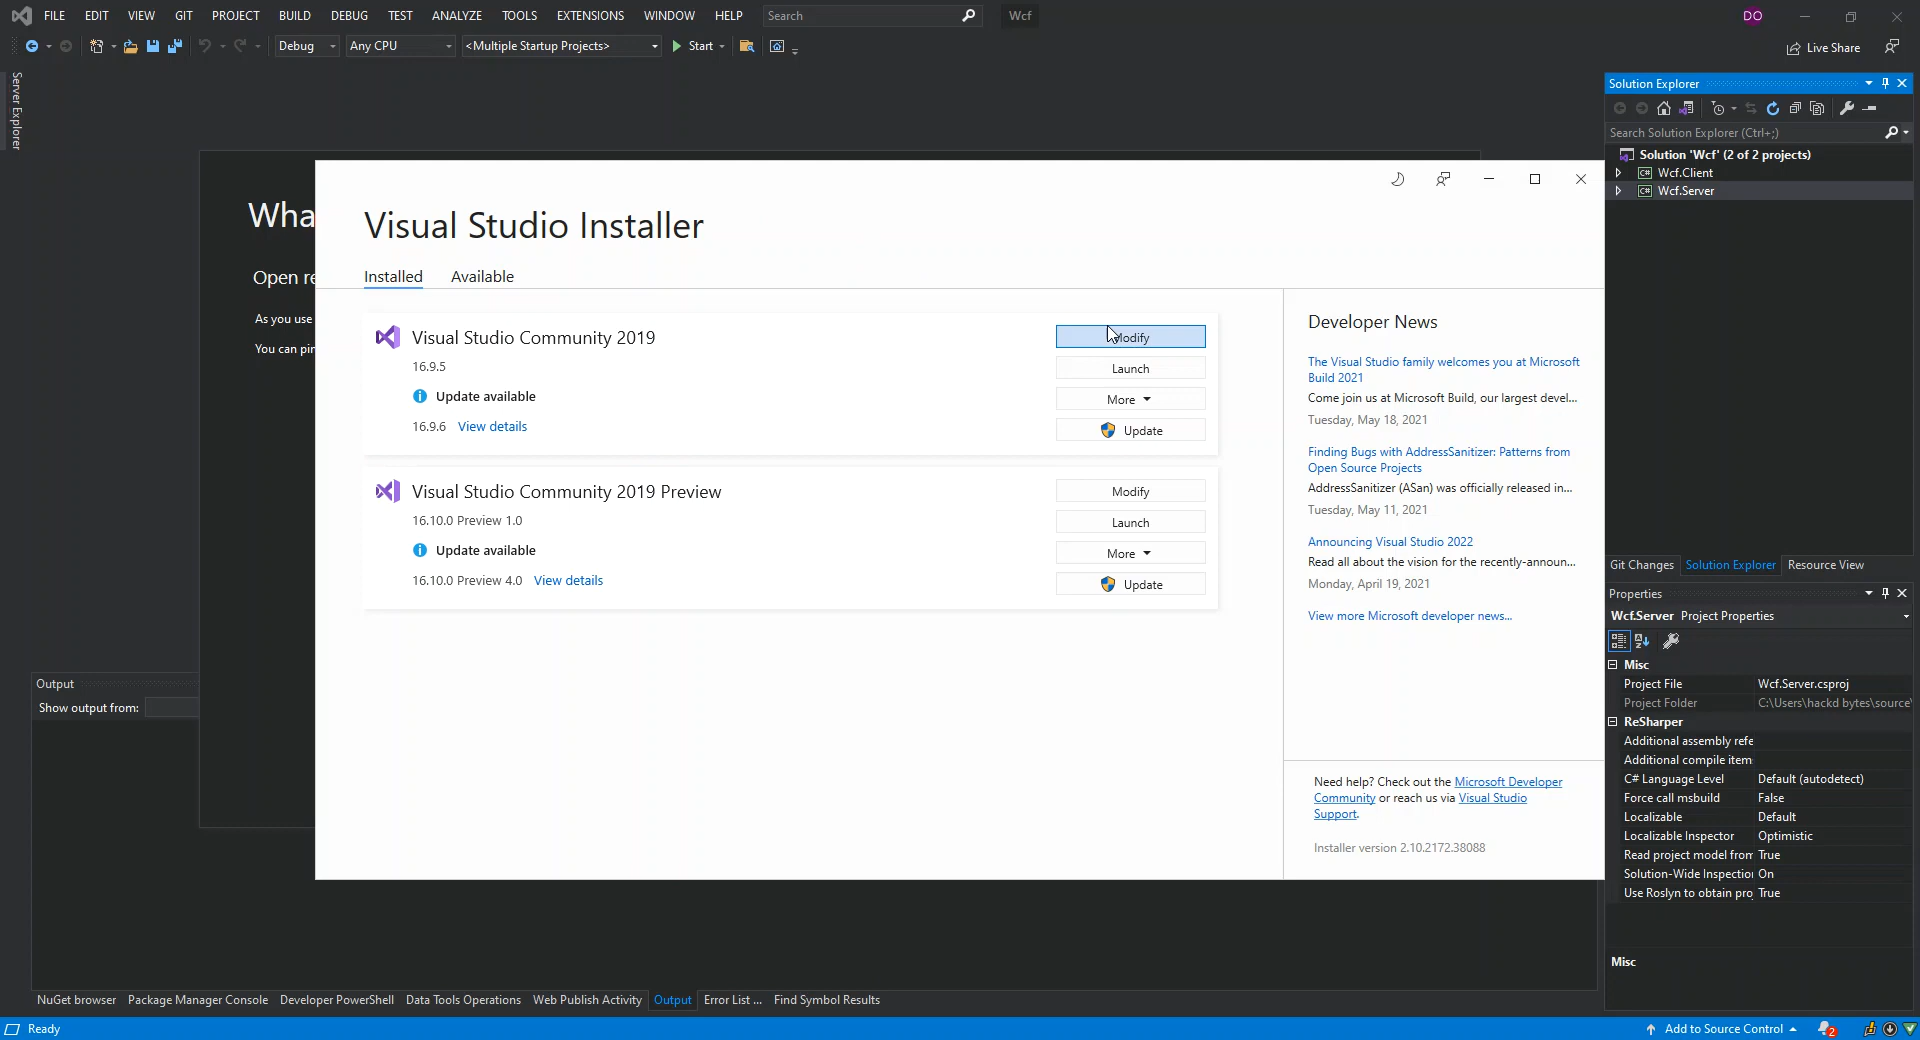 FILE EDIT VIEW GIT PROJECT BUILD DEBUG TEST ANALYZE TOOLS EXTENSIONS WINDOW HELP Search Wcf DO
Debug Any CPU <Multiple Startup Projects> Start Live Share
Server Explorer
Wha
Open re
As you use
You can pin
Visual Studio Installer
Installed Available
Visual Studio Community 2019
16.9.5
Update available
16.9.6 View details
Modify
Launch
More
Update
Visual Studio Community 2019 Preview
16.10.0 Preview 1.0
Update available
16.10.0 Preview 4.0 View details
Modify
Launch
More
Update
Developer News
The Visual Studio family welcomes you at Microsoft
Build 2021
Come join us at Microsoft Build, our largest devel...
Tuesday, May 18, 2021
Finding Bugs with AddressSanitizer: Patterns from
Open Source Projects
AddressSanitizer (ASan) was officially released in...
Tuesday, May 11, 2021
Announcing Visual Studio 2022
Read all about the vision for the recently-announ...
Monday, April 19, 2021
View more Microsoft developer news...
Need help? Check out the Microsoft Developer
Community or reach us via Visual Studio
Support.
Installer version 2.10.2172.38088
Solution Explorer
Search Solution Explorer (Ctrl+;)
Solution 'Wcf' (2 of 2 projects)
C# Wcf.Client
C# Wcf.Server
Git Changes Solution Explorer Resource View
Properties
Wcf.Server Project Properties
Misc
Project File Wcf.Server.csproj
Project Folder C:\Users\hackd bytes\source\
ReSharper
Additional assembly refe
Additional compile item
C# Language Level Default (autodetect)
Force call msbuild False
Localizable Default
Localizable Inspector Optimistic
Read project model from True
Solution-Wide Inspection On
Use Roslyn to obtain pro True
Misc
Output
Show output from:
NuGet browser Package Manager Console Developer PowerShell Data Tools Operations Web Publish Activity Output Error List ... Find Symbol Results
Ready Add to Source Control 2